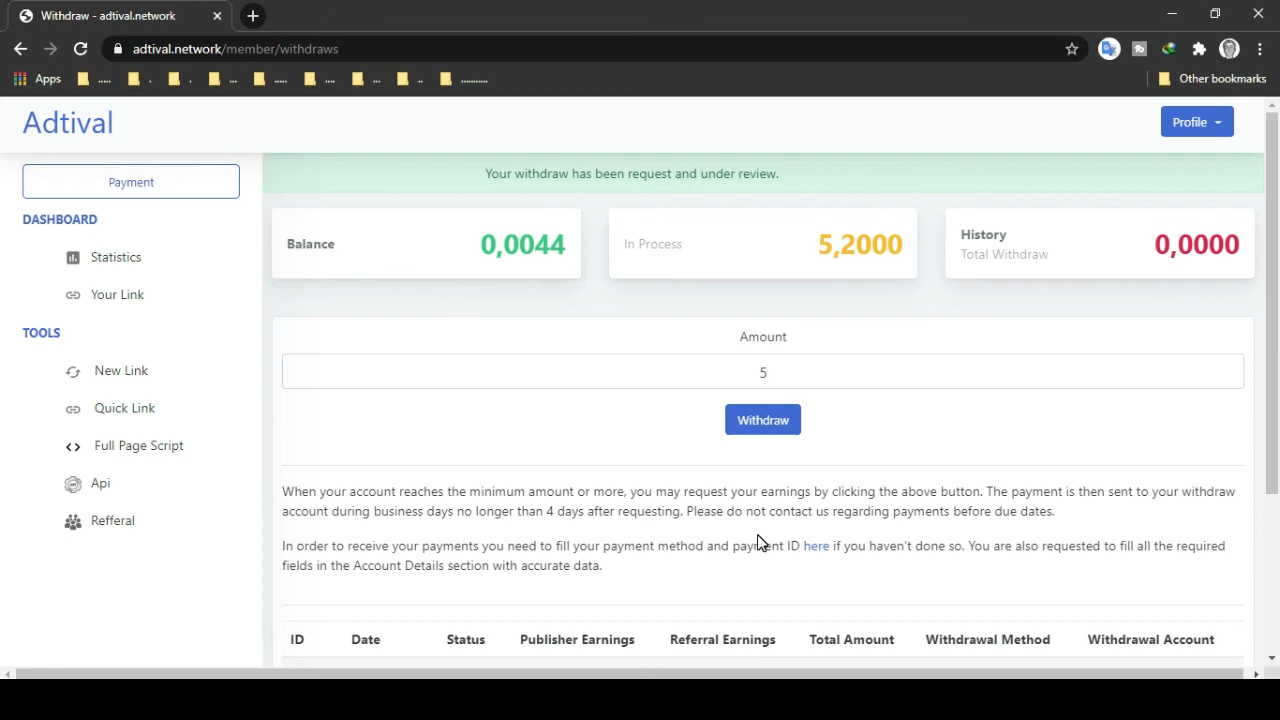 Withdraw - adtival.network
adtival.network/member/withdraws
Apps ..... . . ... ..... .... ... .. ........... Other bookmarks
Adtival
Profile
Payment
Your withdraw has been request and under review.
DASHBOARD
Statistics
Your Link
Balance 0,0044
In Process 5,2000
History
Total Withdraw 0,0000
TOOLS
New Link
Quick Link
Full Page Script
Api
Refferal
Amount
5
Withdraw
When your account reaches the minimum amount or more, you may request your earnings by clicking the above button. The payment is then sent to your withdraw
account during business days no longer than 4 days after requesting. Please do not contact us regarding payments before due dates.
In order to receive your payments you need to fill your payment method and payment ID here if you haven't done so. You are also requested to fill all the required
fields in the Account Details section with accurate data.
ID Date Status Publisher Earnings Referral Earnings Total Amount Withdrawal Method Withdrawal Account